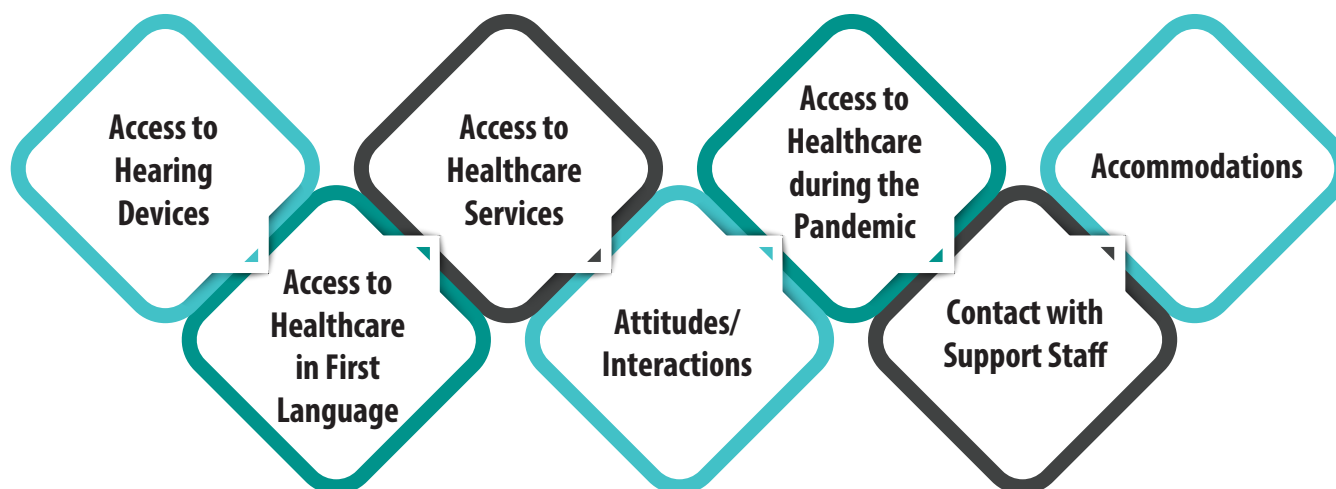 Access to
Hearing
Devices
Access to
Healthcare
in First
Language
Access to
Healthcare
Services
Attitudes/
Interactions
Access to
Healthcare
during the
Pandemic
Contact with
Support Staff
Accommodations